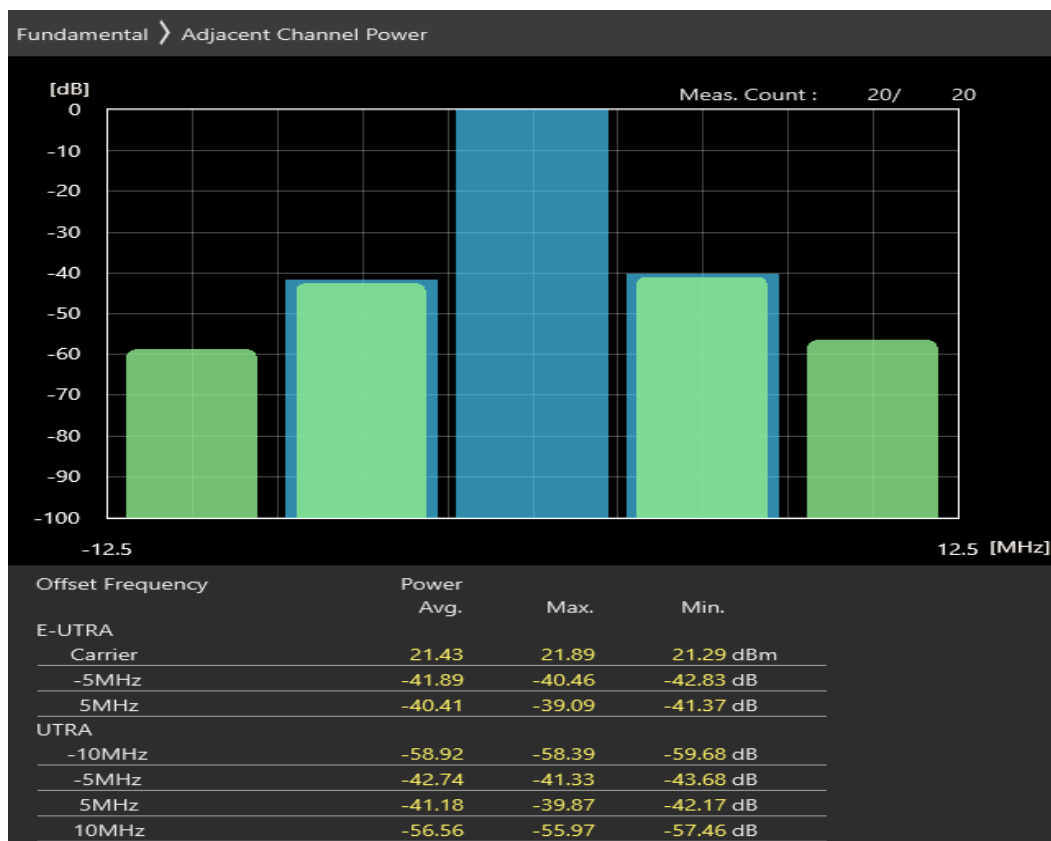 Fundamental 〉 Adjacent Channel Power
[dB]
Meas. Count : 20/ 20
0
-10
-20
-30
-40
-50
-60
-70
-80
-90
-100
-12.5 12.5 [MHz]
Offset Frequency Power
Avg. Max. Min.
E-UTRA
Carrier 21.43 21.89 21.29 dBm
-5MHz -41.89 -40.46 -42.83 dB
5MHz -40.41 -39.09 -41.37 dB
UTRA
-10MHz -58.92 -58.39 -59.68 dB
-5MHz -42.74 -41.33 -43.68 dB
5MHz -41.18 -39.87 -42.17 dB
10MHz -56.56 -55.97 -57.46 dB